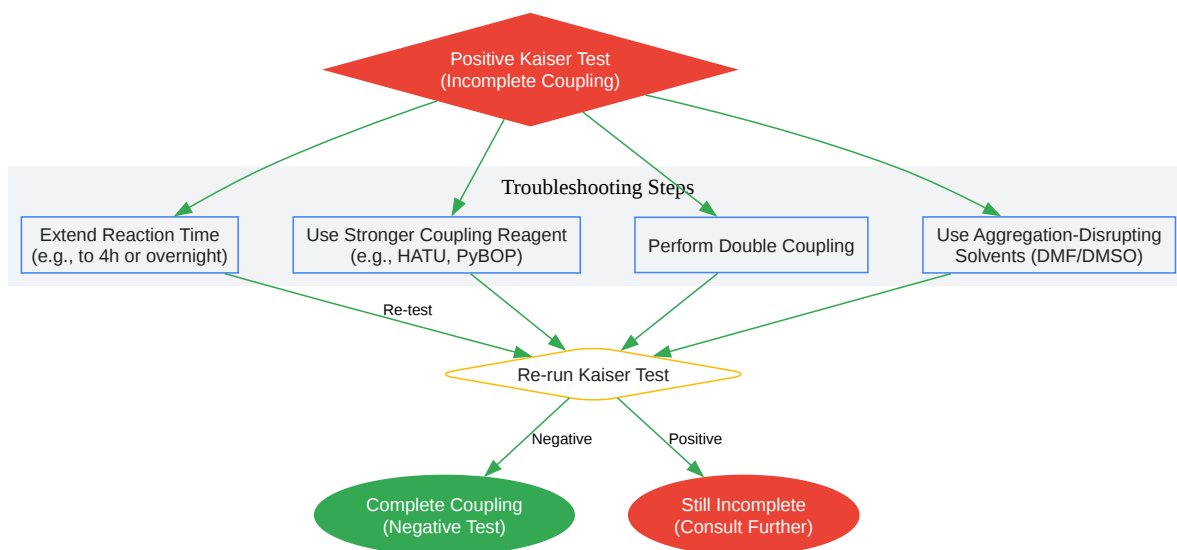 Positive Kaiser Test
(Incomplete Coupling)
Troubleshooting Steps
Extend Reaction Time
(e.g., to 4h or overnight)
Use Stronger Coupling Reagent
(e.g., HATU, PyBOP)
Perform Double Coupling
Use Aggregation-Disrupting
Solvents (DMF/DMSO)
Re-test
Re-run Kaiser Test
Negative
Positive
Complete Coupling
(Negative Test)
Still Incomplete
(Consult Further)